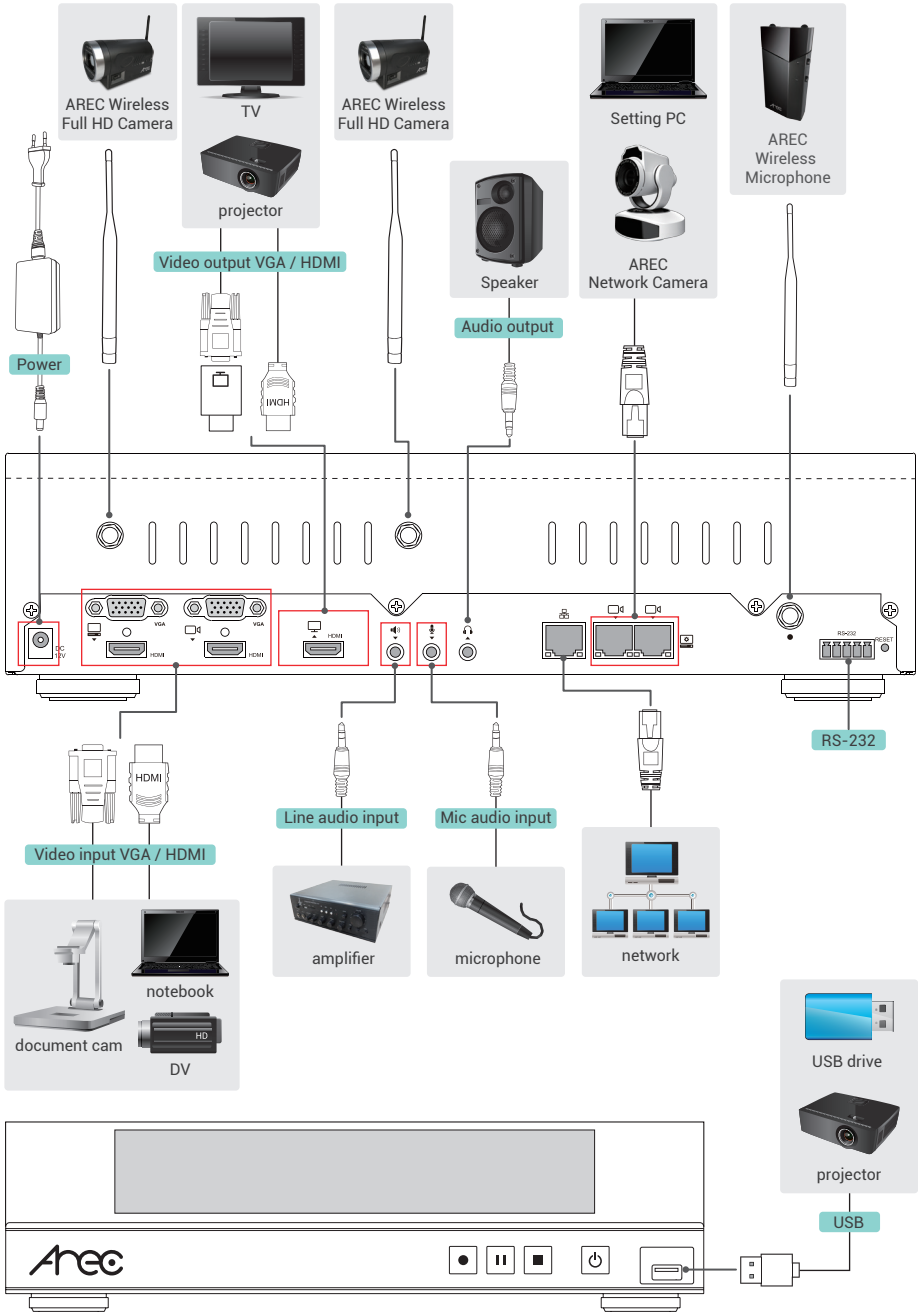 AREC Wireless
Full HD Camera
TV
projector
AREC Wireless
Full HD Camera
Speaker
Setting PC
AREC
Network Camera
AREC
AREC
Wireless
Microphone
Video output VGA / HDMI
Audio output
Power
HDMI
VGA
VGA
HDMI
HDMI
HDMI
DC
12V
RS-232
RESET
RS-232
HDMI
Line audio input
Mic audio input
Video input VGA / HDMI
amplifier
microphone
network
notebook
document cam
HD
DV
USB drive
projector
USB
Arec